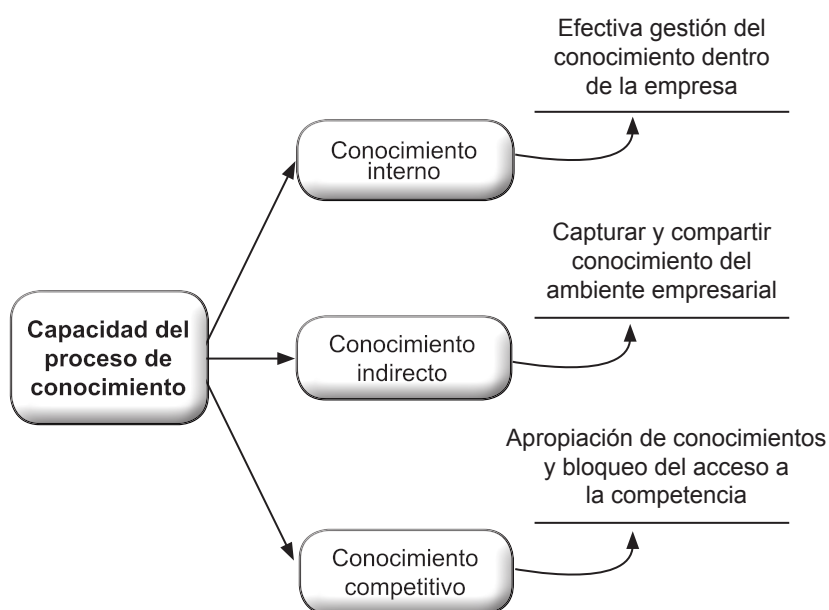 Efectiva gestión del
conocimiento dentro
de la empresa
Conocimiento
interno
Capturar y compartir
conocimiento del
ambiente empresarial
Capacidad del
proceso de
conocimiento
Conocimiento
indirecto
Apropiación de conocimientos
y bloqueo del acceso a
la competencia
Conocimiento
competitivo